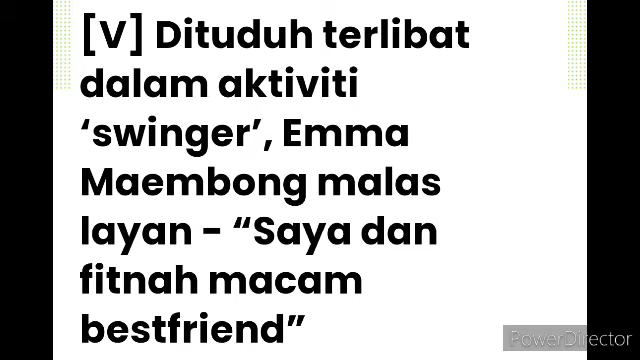 [V] Dituduh terlibat
dalam aktiviti
‘swinger’, Emma
Maembong malas
layan - “Saya dan
fitnah macam
bestfriend”
PowerDirector